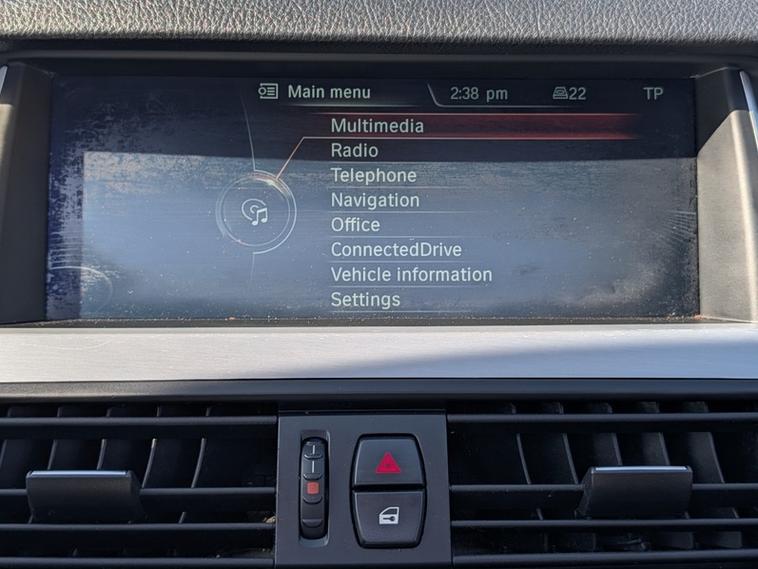 Main menu 2:38 pm 22 TP
Multimedia
Radio
Telephone
Navigation
Office
ConnectedDrive
Vehicle information
Settings